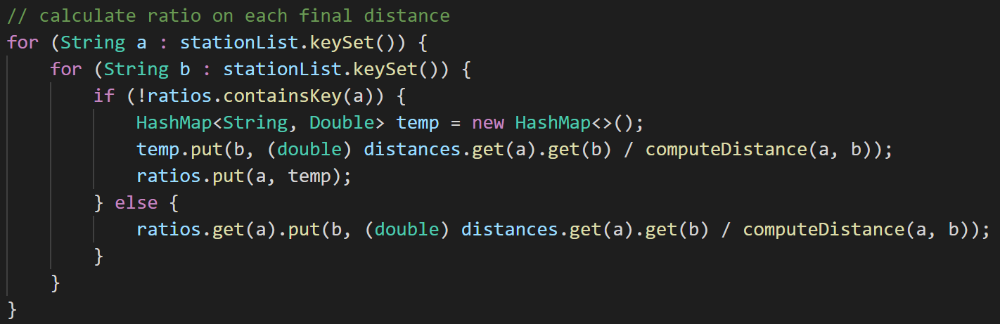 // calculate ratio on each final distance
for (String a : stationList.keySet()) {
    for (String b : stationList.keySet()) {
        if (!ratios.containsKey(a)) {
            HashMap<String, Double> temp = new HashMap<>();
            temp.put(b, (double) distances.get(a).get(b) / computeDistance(a, b));
            ratios.put(a, temp);
        } else {
            ratios.get(a).put(b, (double) distances.get(a).get(b) / computeDistance(a, b));
        }
    }
}